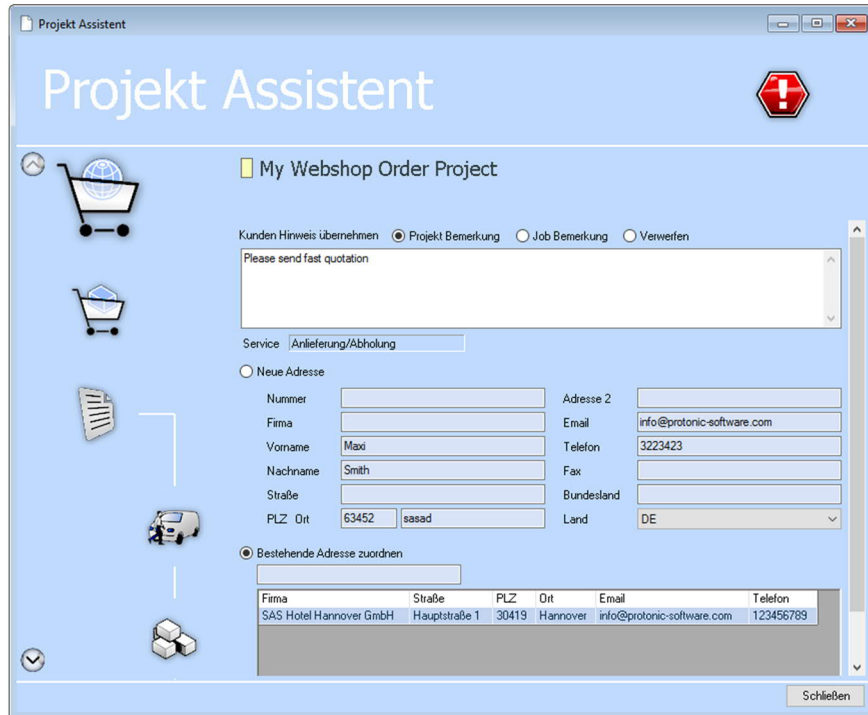 Projekt Assistent
Projekt Assistent
My Webshop Order Project
Kunden Hinweis übernehmen Projekt Bemerkung Job Bemerkung Verwerfen
Please send fast quotation
Service Anlieferung/Abholung
Neue Adresse
Nummer Adresse 2
Firma Email info@protonic-software.com
Vorname Maxi Telefon 3223423
Nachname Smith Fax
Straße Bundesland
PLZ Ort 63452 sasad Land DE
Bestehende Adresse zuordnen
Firma Straße PLZ Ort Email Telefon
SAS Hotel Hannover GmbH Hauptstraße 1 30419 Hannover info@protonic-software.com 123456789
Schließen